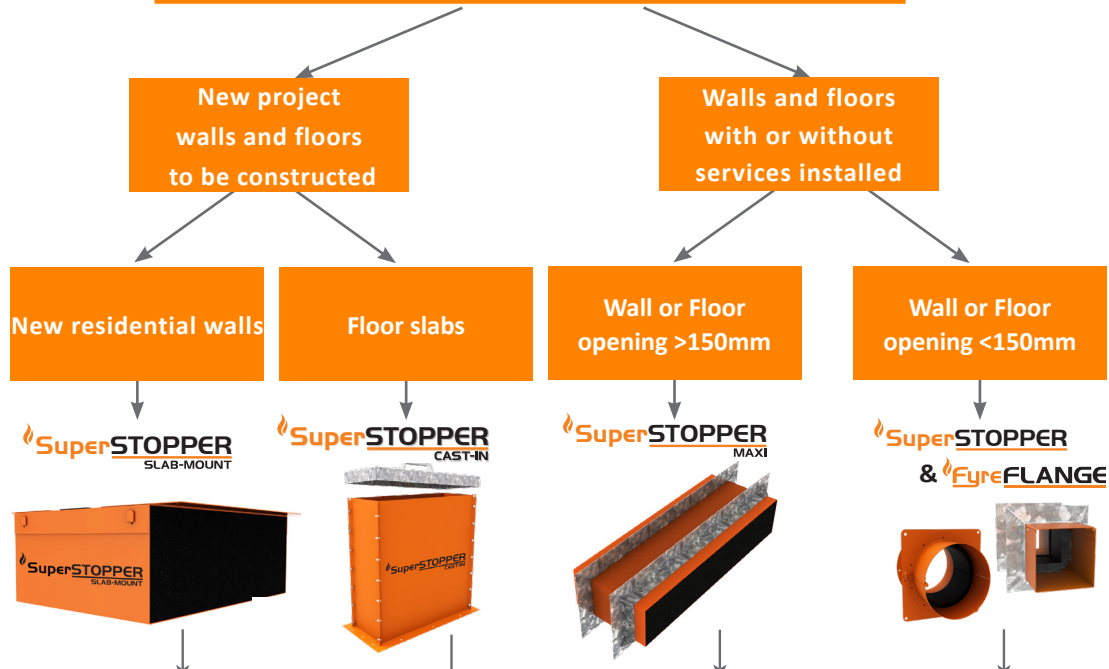 New project
walls and floors
to be constructed
Walls and floors
with or without
services installed
New residential walls
Floor slabs
Wall or Floor
opening >150mm
Wall or Floor
opening <150mm
SuperSTOPPER
SLAB-MOUNT
SuperSTOPPER
CAST-IN
SuperSTOPPER
MAXI
SuperSTOPPER
& FyreFLANGE
SuperSTOPPER
SLAB-MOUNT
SuperSTOPPER
CAST-IN